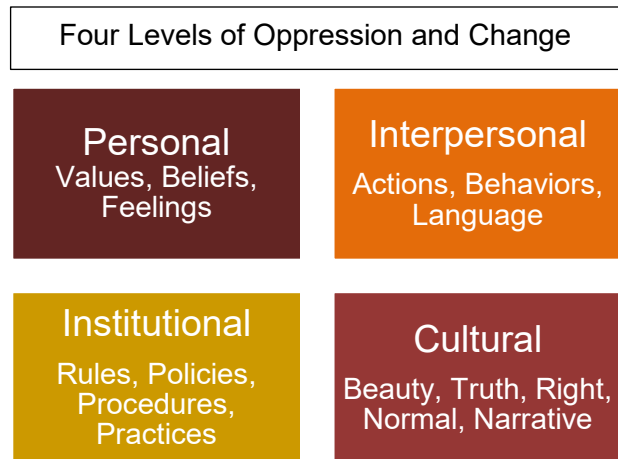 Four Levels of Oppression and Change
Personal
Values, Beliefs,
Feelings
Interpersonal
Actions, Behaviors,
Language
Institutional
Rules, Policies,
Procedures,
Practices
Cultural
Beauty, Truth, Right,
Normal, Narrative